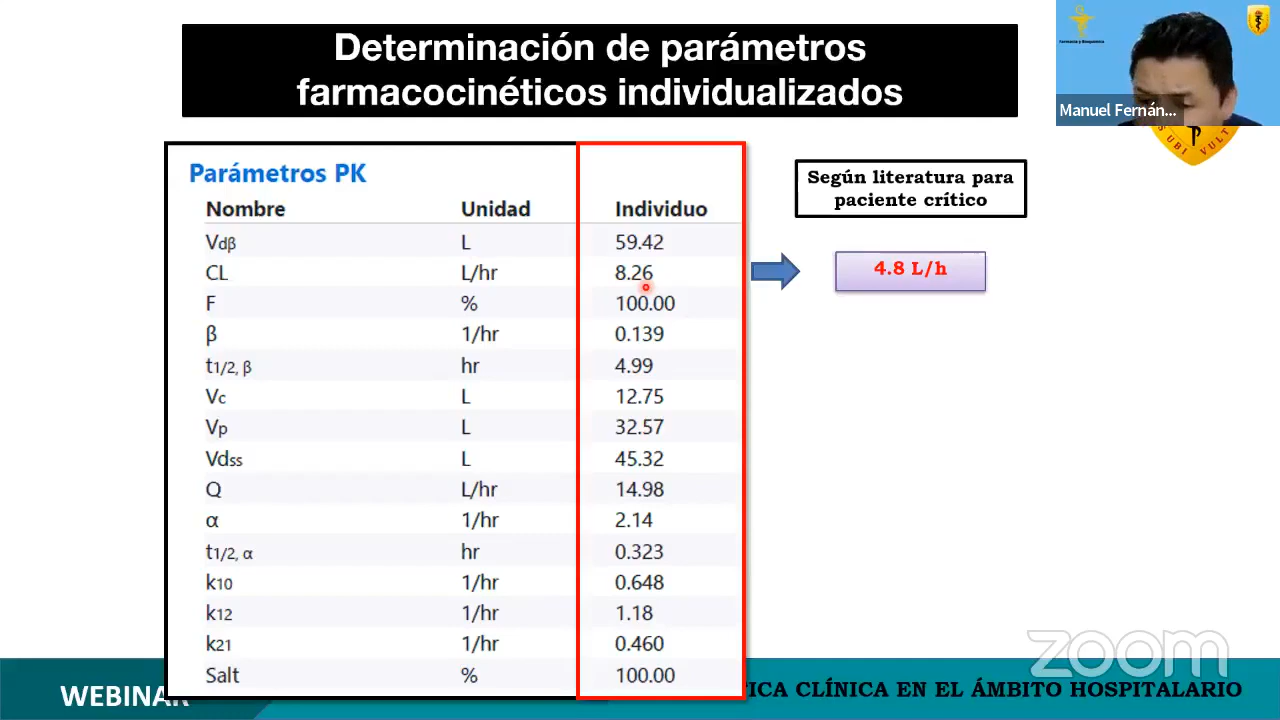 Determinación de parámetros
farmacocinéticos individualizados
Manuel Fernán...
S UBI VULT
Parámetros PK
Nombre Unidad Individuo
Vdβ L 59.42
CL L/hr 8.26
F % 100.00
β 1/hr 0.139
t1/2, β hr 4.99
Vc L 12.75
Vp L 32.57
Vdss L 45.32
Q L/hr 14.98
α 1/hr 2.14
t1/2, α hr 0.323
k10 1/hr 0.648
k12 1/hr 1.18
k21 1/hr 0.460
Salt % 100.00
Según literatura para
paciente crítico
4.8 L/h
zoom
WEBINAR
TICA CLÍNICA EN EL ÁMBITO HOSPITALARIO